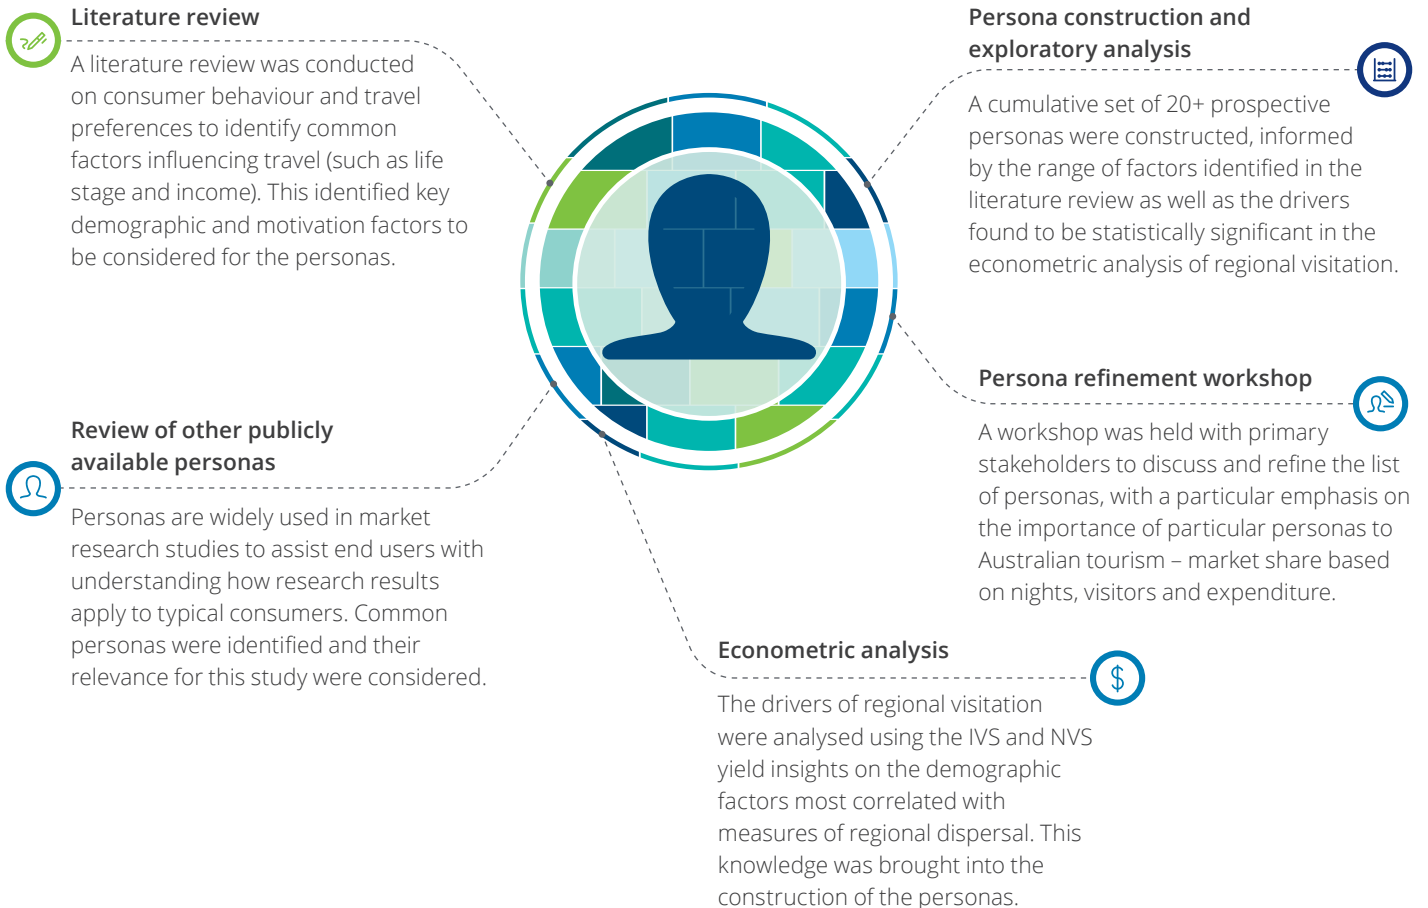 Literature review
A literature review was conducted
on consumer behaviour and travel
preferences to identify common
factors influencing travel (such as life
stage and income). This identified key
demographic and motivation factors to
be considered for the personas.
Review of other publicly
available personas
Personas are widely used in market
research studies to assist end users with
understanding how research results
apply to typical consumers. Common
personas were identified and their
relevance for this study were considered.
Econometric analysis
$
The drivers of regional visitation
were analysed using the IVS and NVS
yield insights on the demographic
factors most correlated with
measures of regional dispersal. This
knowledge was brought into the
construction of the personas.
Persona construction and
exploratory analysis
A cumulative set of 20+ prospective
personas were constructed, informed
by the range of factors identified in the
literature review as well as the drivers
found to be statistically significant in the
econometric analysis of regional visitation.
Persona refinement workshop
A workshop was held with primary
stakeholders to discuss and refine the list
of personas, with a particular emphasis on
the importance of particular personas to
Australian tourism – market share based
on nights, visitors and expenditure.